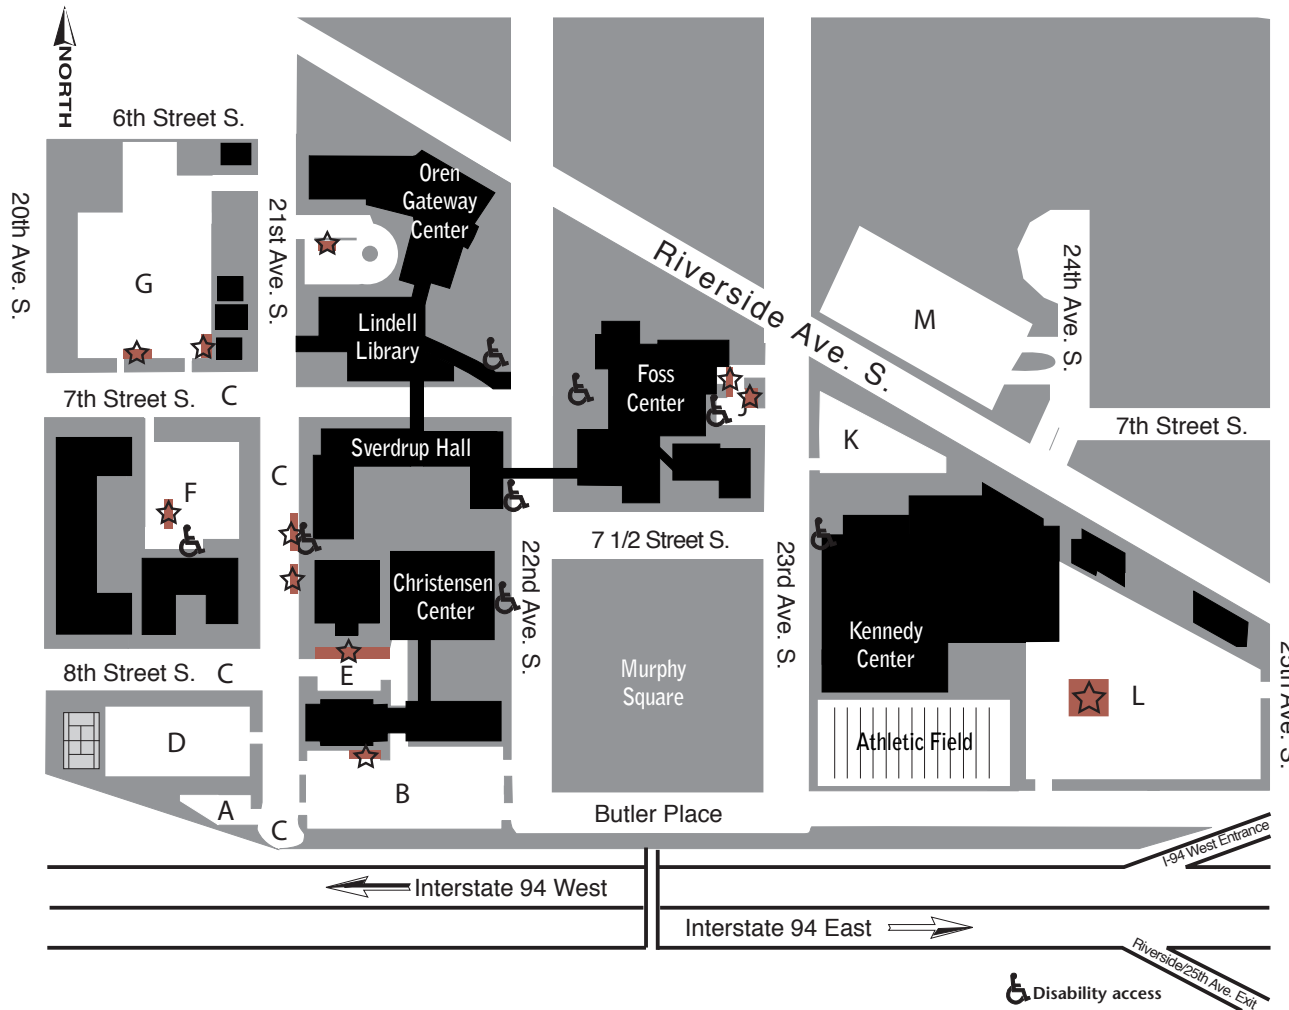 NORTH
6th Street S.
20th Ave. S.
21st Ave. S.
Oren
Gateway
Center
G
Riverside Ave. S.
24th Ave. S.
M
Lindell
Library
Foss
Center
J
7th Street S.
C
7th Street S.
K
Sverdrup Hall
C
F
7 1/2 Street S.
22nd Ave. S.
23rd Ave. S.
Christensen
Center
Kennedy
Center
8th Street S.
C
E
Murphy
Square
L
25th Ave. S.
D
Athletic Field
B
A
C
Butler Place
I-94 West Entrance
Interstate 94 West
Interstate 94 East
Riverside/25th Ave. Exit
Disability access